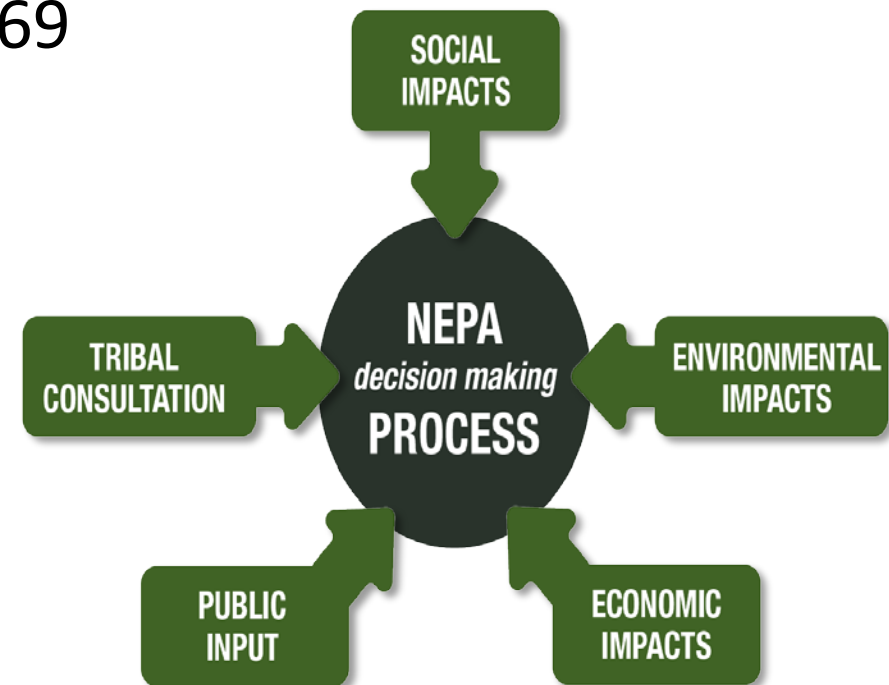 69
SOCIAL
IMPACTS
TRIBAL
CONSULTATION
NEPA
decision making
PROCESS
ENVIRONMENTAL
IMPACTS
PUBLIC
INPUT
ECONOMIC
IMPACTS